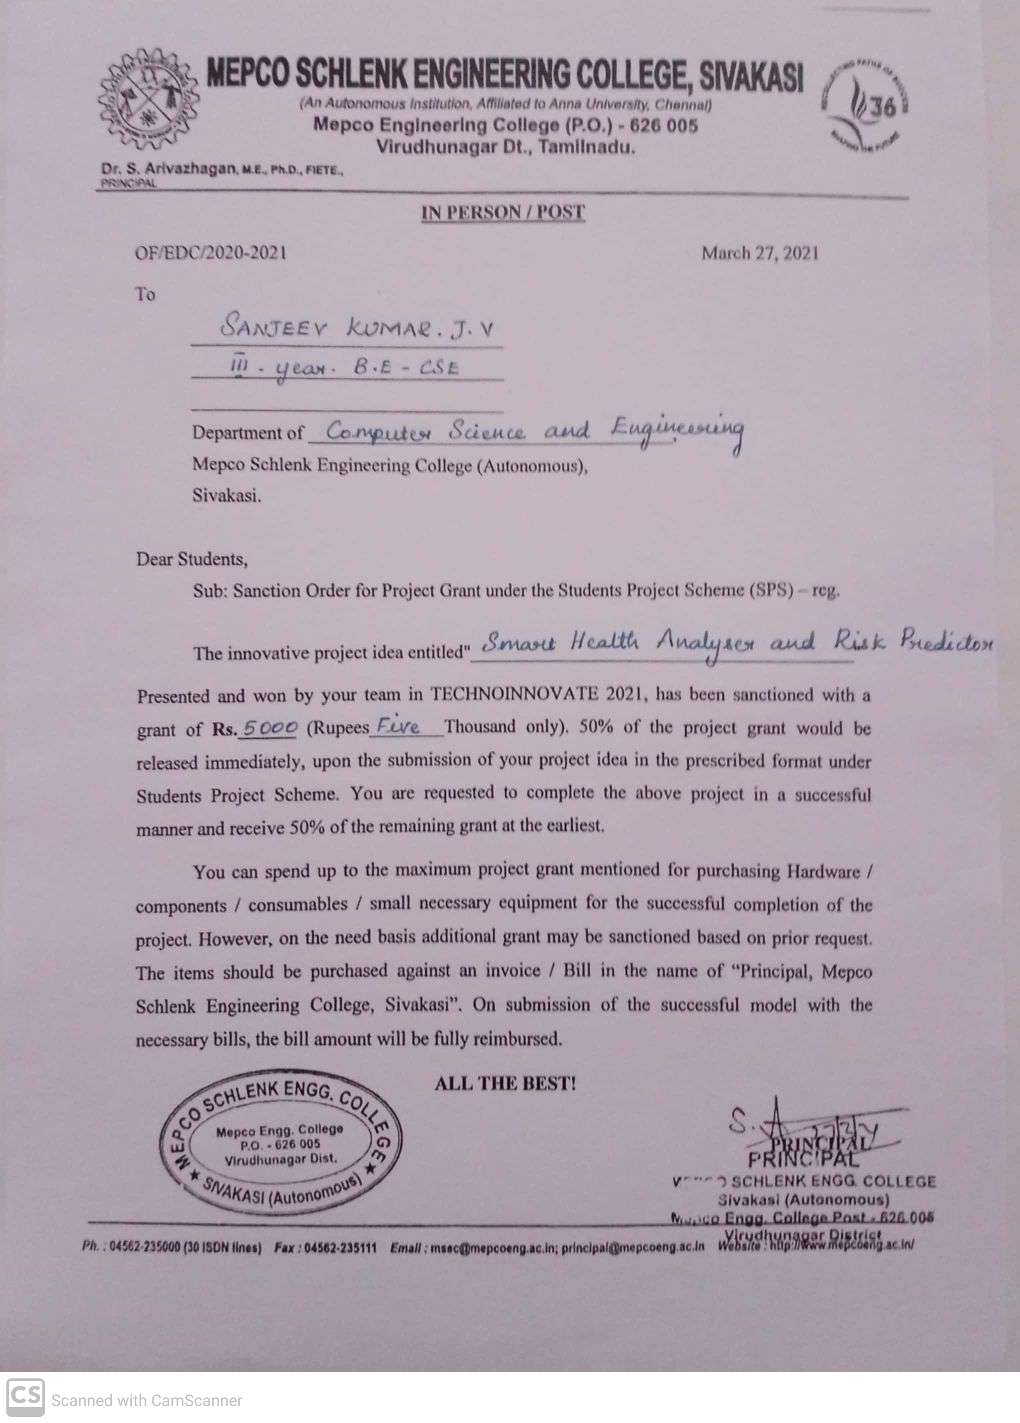 MEPCO SCHLENK ENGINEERING COLLEGE, SIVAKASI
(An Autonomous Institution, Affiliated to Anna University, Chennai)
Mepco Engineering College (P.O.) - 626 005
Virudhunagar Dt., Tamilnadu.
36
Dr. S. Arivazhagan, M.E., Ph.D., FIETE.,
PRINCIPAL
IN PERSON / POST
OF/EDC/2020-2021
March 27, 2021
To
SANJEEV KUMAR. J. V
III - year. B.E - CSE
Department of Computer Science and Engineering
Mepco Schlenk Engineering College (Autonomous),
Sivakasi.
Dear Students,
Sub: Sanction Order for Project Grant under the Students Project Scheme (SPS) – reg.
The innovative project idea entitled" Smart Health Analyser and Risk Predictor
Presented and won by your team in TECHNOINNOVATE 2021, has been sanctioned with a
grant of Rs. 5000 (Rupees Five Thousand only). 50% of the project grant would be
released immediately, upon the submission of your project idea in the prescribed format under
Students Project Scheme. You are requested to complete the above project in a successful
manner and receive 50% of the remaining grant at the earliest.
You can spend up to the maximum project grant mentioned for purchasing Hardware /
components / consumables / small necessary equipment for the successful completion of the
project. However, on the need basis additional grant may be sanctioned based on prior request.
The items should be purchased against an invoice / Bill in the name of “Principal, Mepco
Schlenk Engineering College, Sivakasi”. On submission of the successful model with the
necessary bills, the bill amount will be fully reimbursed.
ALL THE BEST!
MEPCO SCHLENK ENGG. COLLEGE
Mepco Engg. College
P.O. - 626 005
Virudhunagar Dist.
★ SIVAKASI (Autonomous) ★
PRINCIPAL
PRINCIPAL
SCHLENK ENGG. COLLEGE
Sivakasi (Autonomous)
Mepco Engg. College Post - 626 005
Virudhunagar District
Ph. : 04562-235000 (30 ISDN lines) Fax : 04562-235111 Email : msec@mepcoeng.ac.in; principal@mepcoeng.ac.in Website : http://www.mepcoeng.ac.in/
CS Scanned with CamScanner